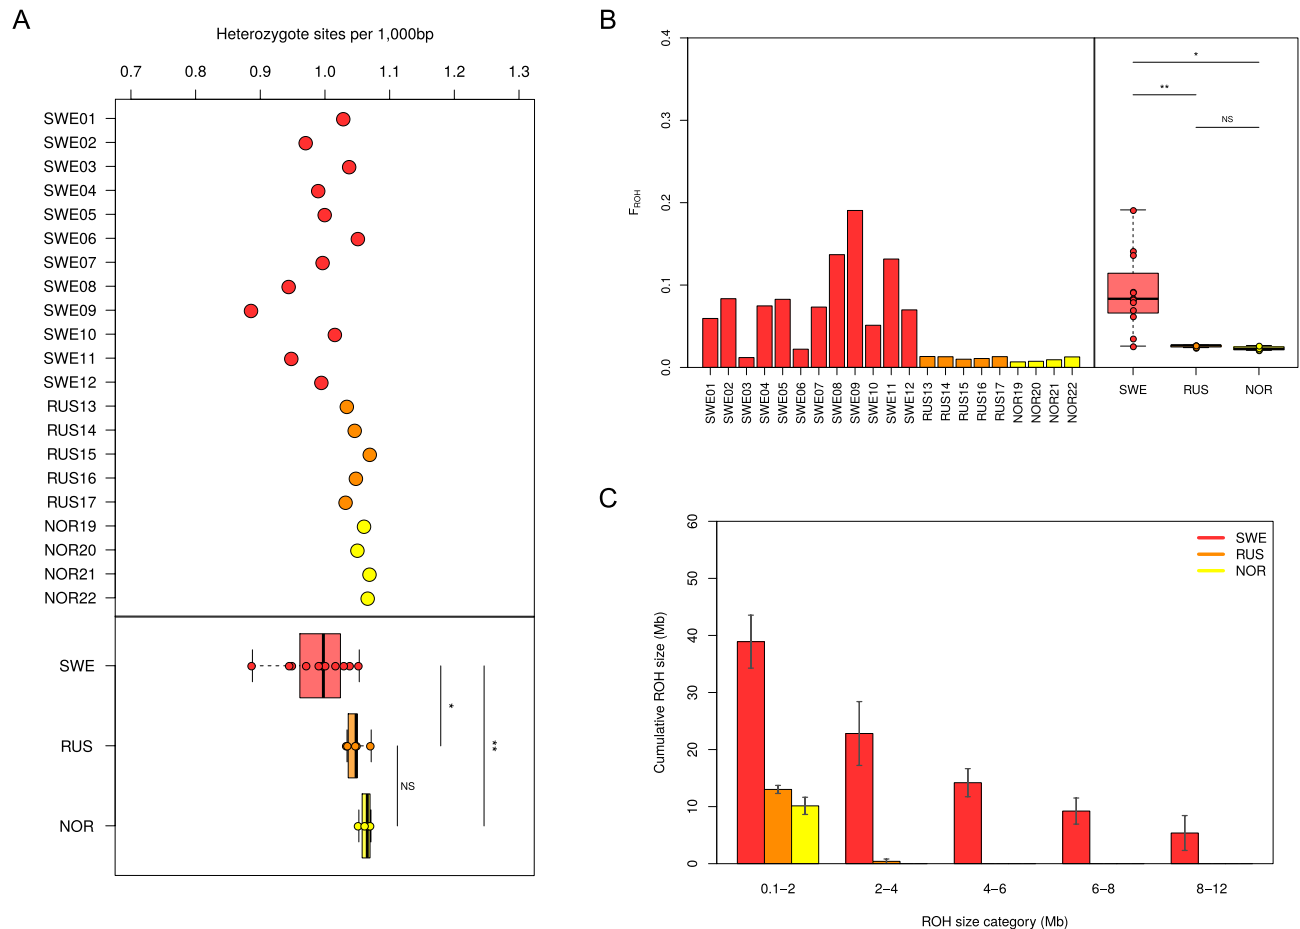 A
Heterozygote sites per 1,000bp
0.7 0.8 0.9 1.0 1.1 1.2 1.3
SWE01
SWE02
SWE03
SWE04
SWE05
SWE06
SWE07
SWE08
SWE09
SWE10
SWE11
SWE12
RUS13
RUS14
RUS15
RUS16
RUS17
NOR19
NOR20
NOR21
NOR22
SWE
RUS
NOR
*
**
NS
B
FROH
0.4
0.3
0.2
0.1
0.0
SWE01 SWE02 SWE03 SWE04 SWE05 SWE06 SWE07 SWE08 SWE09 SWE10 SWE11 SWE12 RUS13 RUS14 RUS15 RUS16 RUS17 NOR19 NOR20 NOR21 NOR22
*
**
NS
SWE RUS NOR
C
Cumulative ROH size (Mb)
60
50
40
30
20
10
0
SWE
RUS
NOR
0.1–2 2–4 4–6 6–8 8–12
ROH size category (Mb)